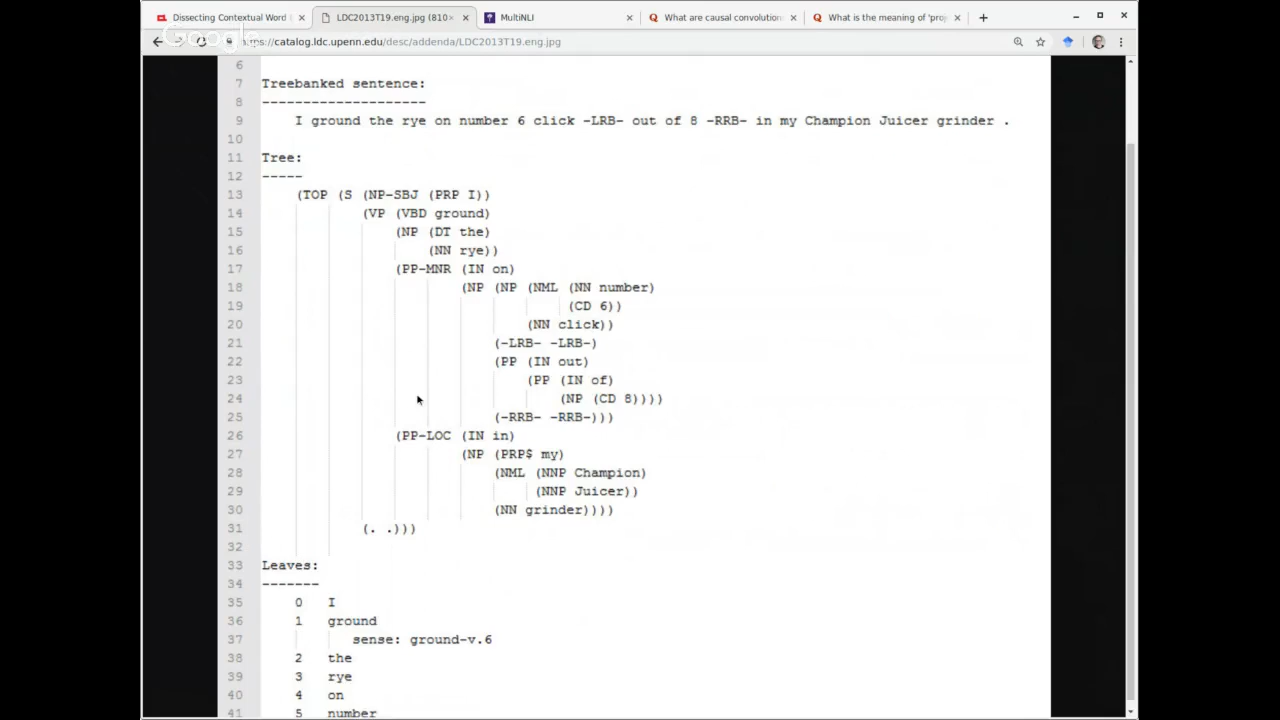 Dissecting Contextual Word
LDC2013T19.eng.jpg (810×
MultiNLI
What are causal convolution
What is the meaning of 'proj
Google
https://catalog.ldc.upenn.edu/desc/addenda/LDC2013T19.eng.jpg
6
7 Treebanked sentence:
8 --------------------
9 I ground the rye on number 6 click -LRB- out of 8 -RRB- in my Champion Juicer grinder .
10
11 Tree:
12 -----
13 (TOP (S (NP-SBJ (PRP I))
14 (VP (VBD ground)
15 (NP (DT the)
16 (NN rye))
17 (PP-MNR (IN on)
18 (NP (NP (NML (NN number)
19 (CD 6))
20 (NN click))
21 (-LRB- -LRB-)
22 (PP (IN out)
23 (PP (IN of)
24 (NP (CD 8))))
25 (-RRB- -RRB-)))
26 (PP-LOC (IN in)
27 (NP (PRP$ my)
28 (NML (NNP Champion)
29 (NNP Juicer))
30 (NN grinder))))
31 (. .)))
32
33 Leaves:
34 -------
35 0 I
36 1 ground
37 sense: ground-v.6
38 2 the
39 3 rye
40 4 on
41 5 number